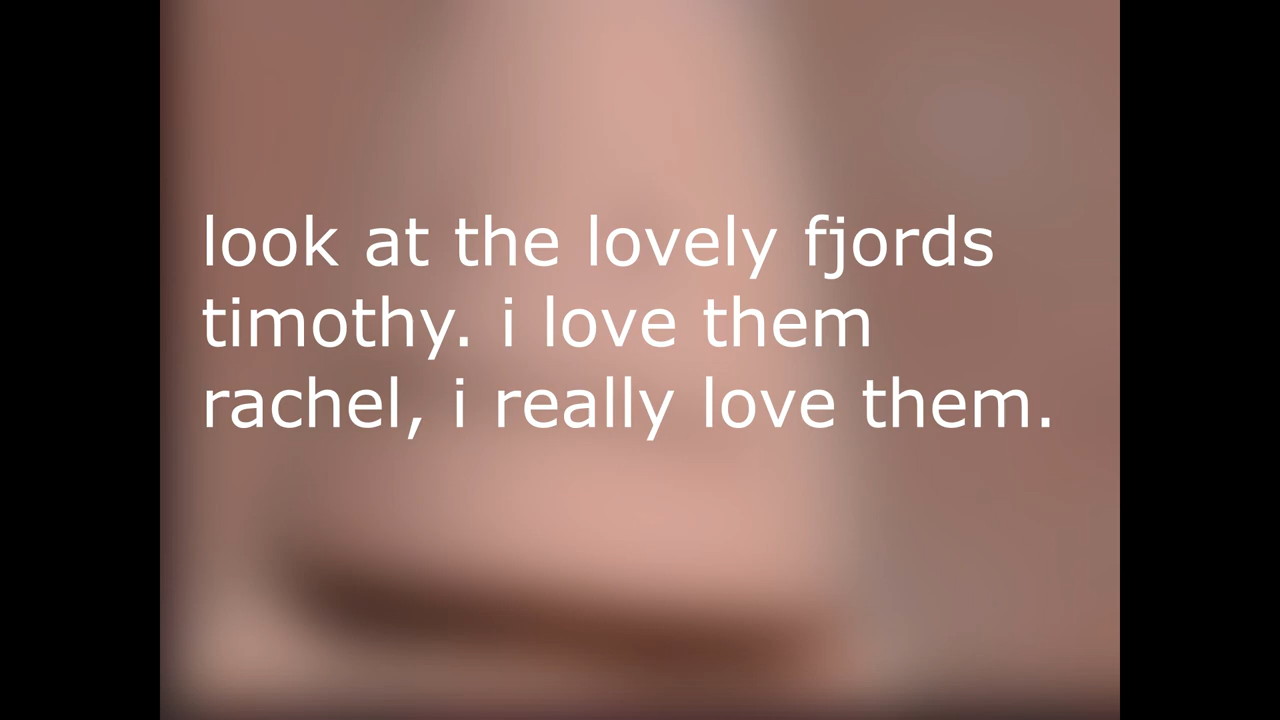 look at the lovely fjords
timothy. i love them
rachel, i really love them.